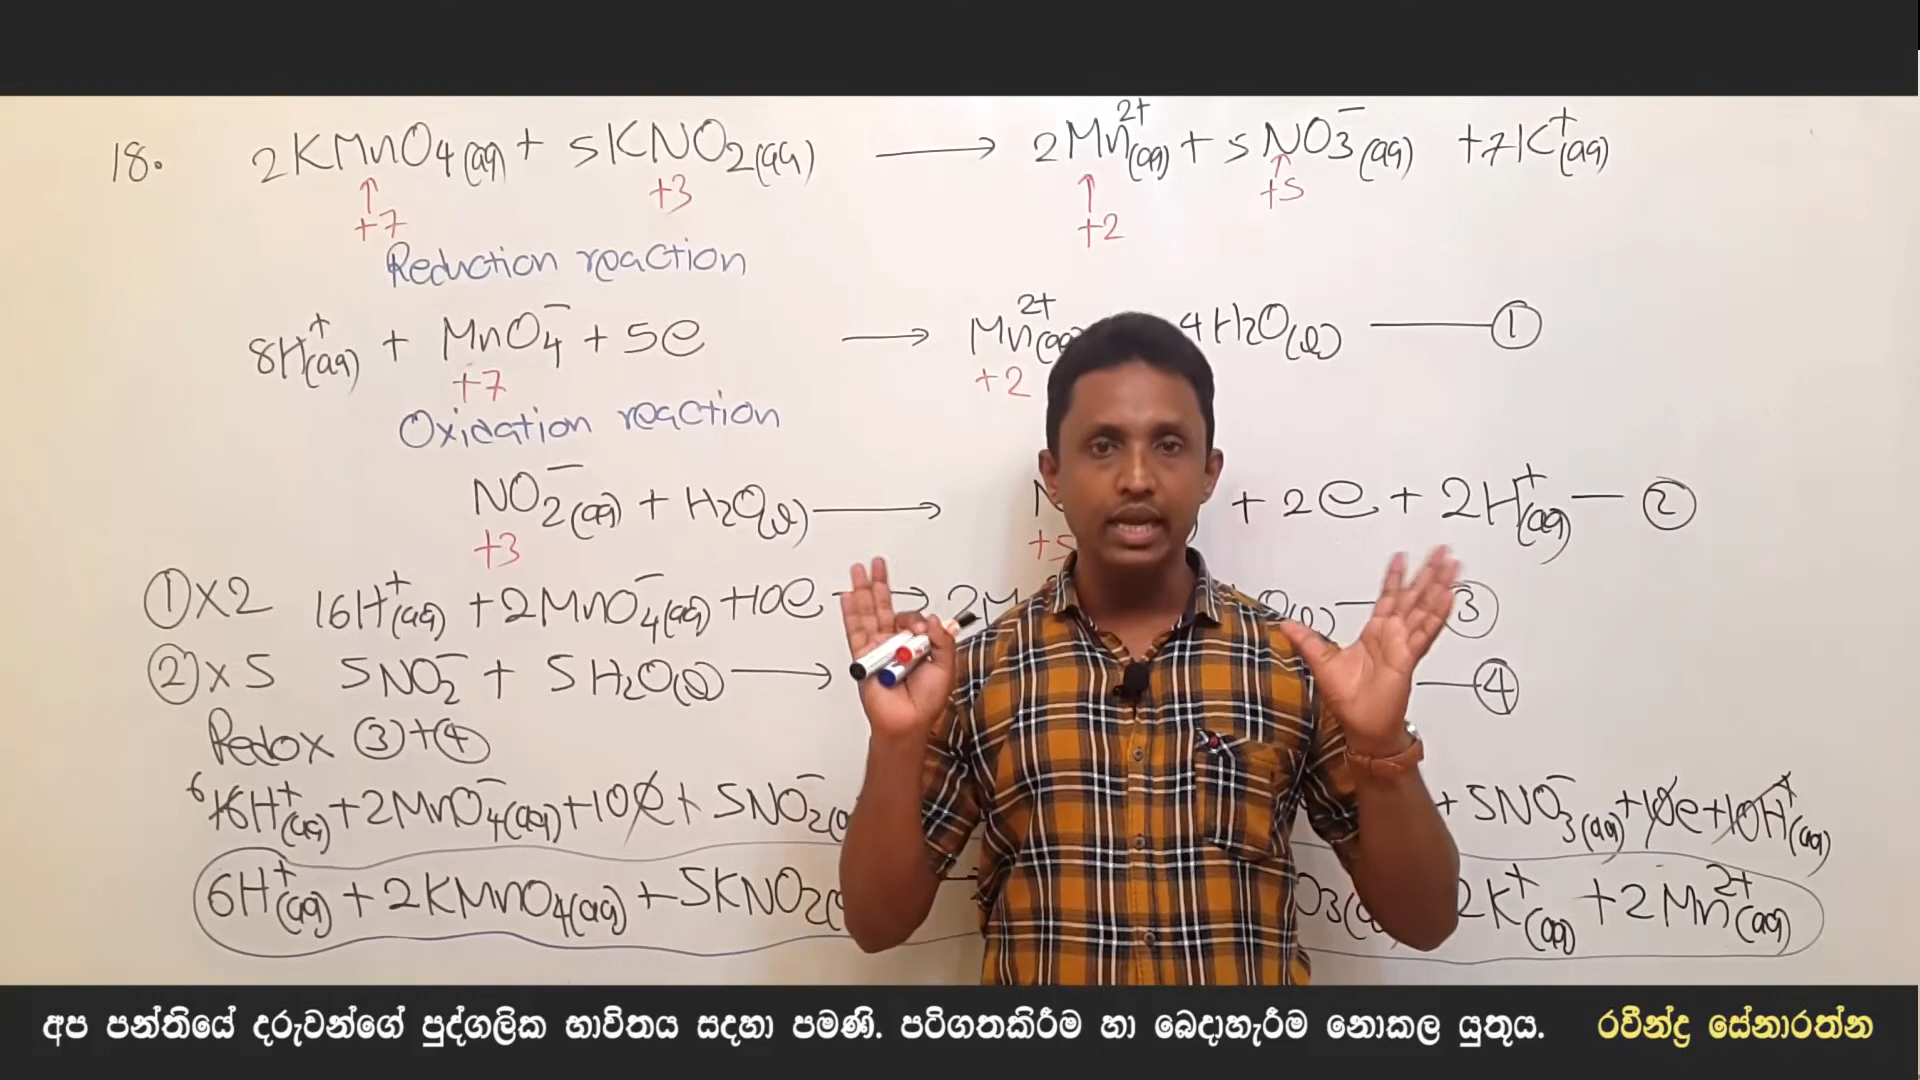 18. 2KMnO₄(aq) + 5KNO₂(aq) ⟶ 2Mn²⁺(aq) + 5NO₃⁻(aq) +7K⁺(aq)
↑ +7 +3 ↑ +2 ↑ +5
Reduction reaction
8H⁺(aq) + MnO₄⁻ + 5e ⟶ Mn²⁺(aq) 4H₂O(l) — ①
+7 +2
Oxidation reaction
NO₂⁻(aq) + H₂O(l) ⟶ N + 2e + 2H⁺(aq) — ②
+3 +5
①×2 16H⁺(aq) + 2MnO₄⁻(aq) +10e ⟶ 2M O(l) — ③
②×5 5NO₂⁻ + 5H₂O(l) ⟶ — ④
Redox ③+④
6 16H⁺(aq) + 2MnO₄⁻(aq) +10e + 5NO₂⁻(a + 5NO₃⁻(aq) +10e +10H⁺(aq)
6H⁺(aq) + 2KMnO₄(aq) + 5KNO₂(a O₃(a 2K⁺(aq) + 2Mn²⁺(aq)
අප පන්තියේ දරුවන්ගේ පුද්ගලික භාවිතය සදහා පමණි. පටිගතකිරීම හා බෙදාහැරීම නොකල යුතුය. රවීන්ද්‍ර සේනාරත්න